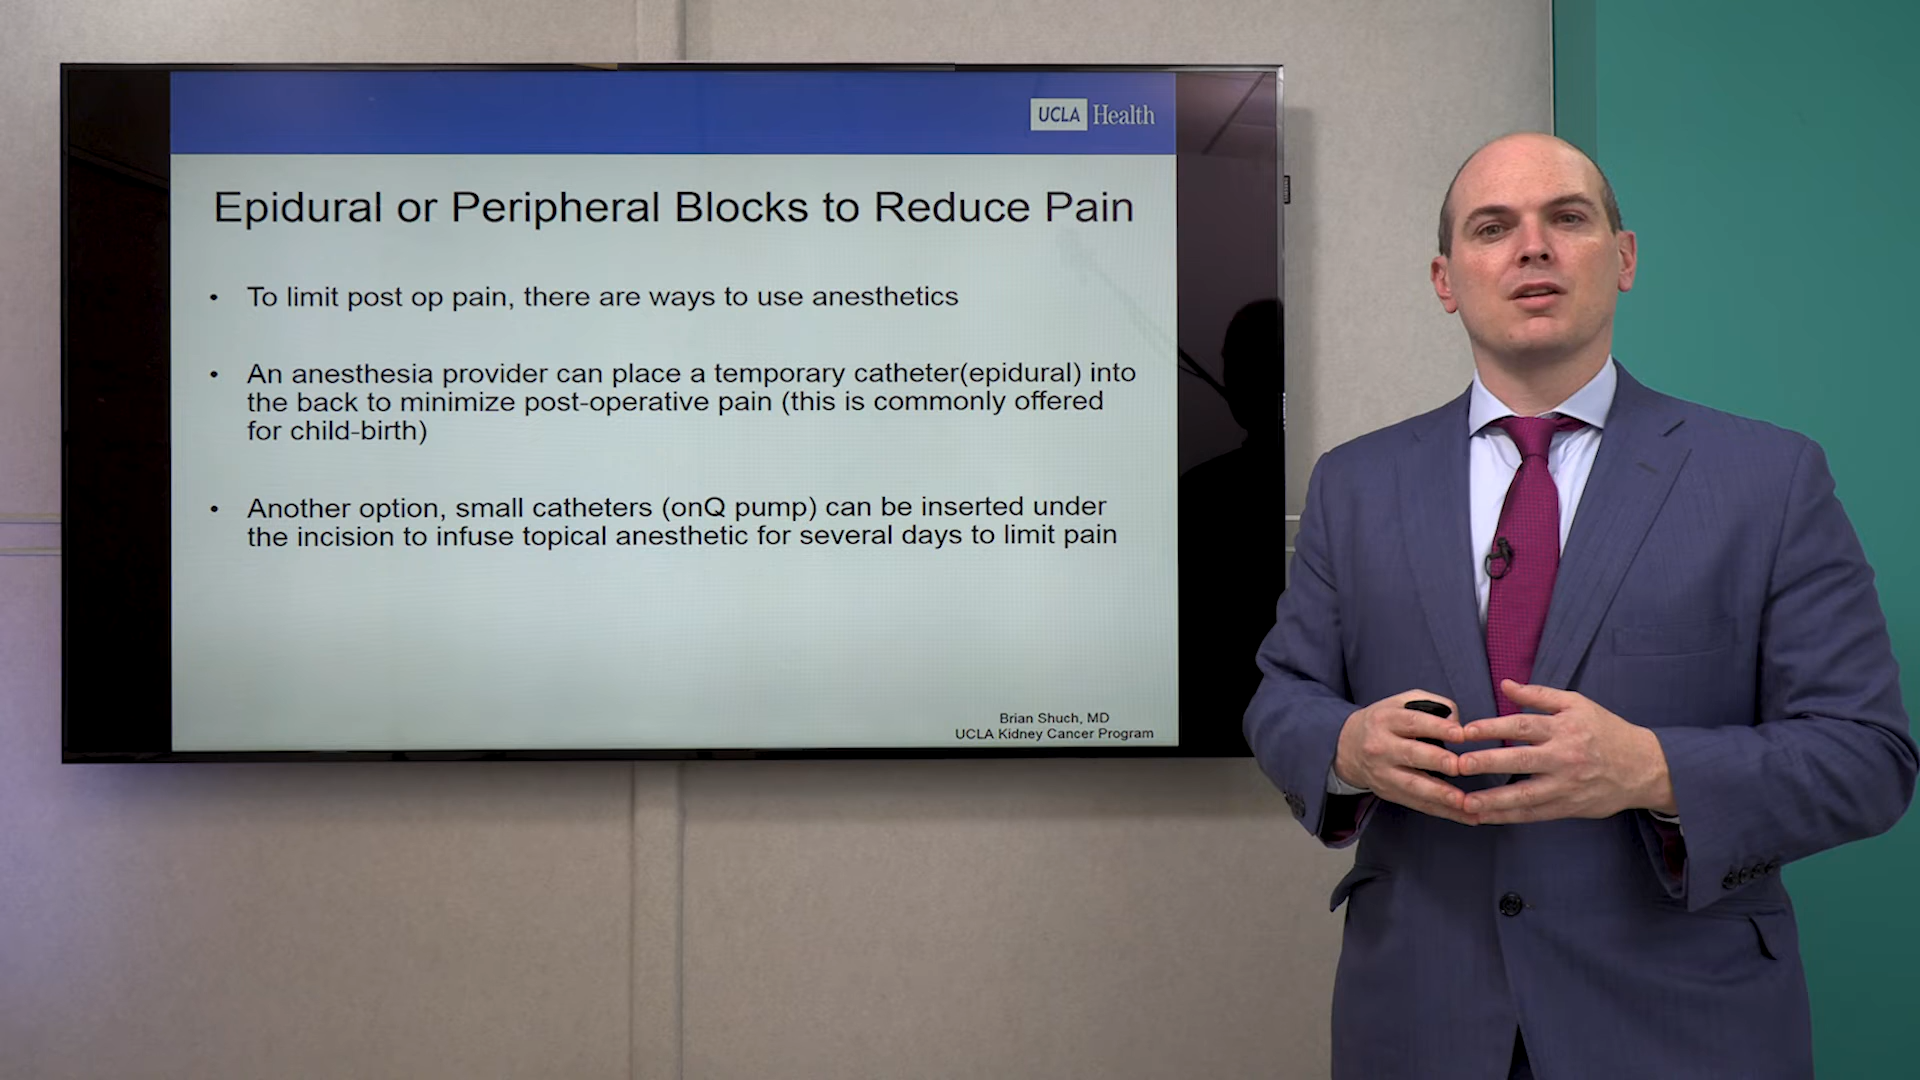 UCLA Health
Epidural or Peripheral Blocks to Reduce Pain
• To limit post op pain, there are ways to use anesthetics
• An anesthesia provider can place a temporary catheter(epidural) into
the back to minimize post-operative pain (this is commonly offered
for child-birth)
• Another option, small catheters (onQ pump) can be inserted under
the incision to infuse topical anesthetic for several days to limit pain
Brian Shuch, MD
UCLA Kidney Cancer Program